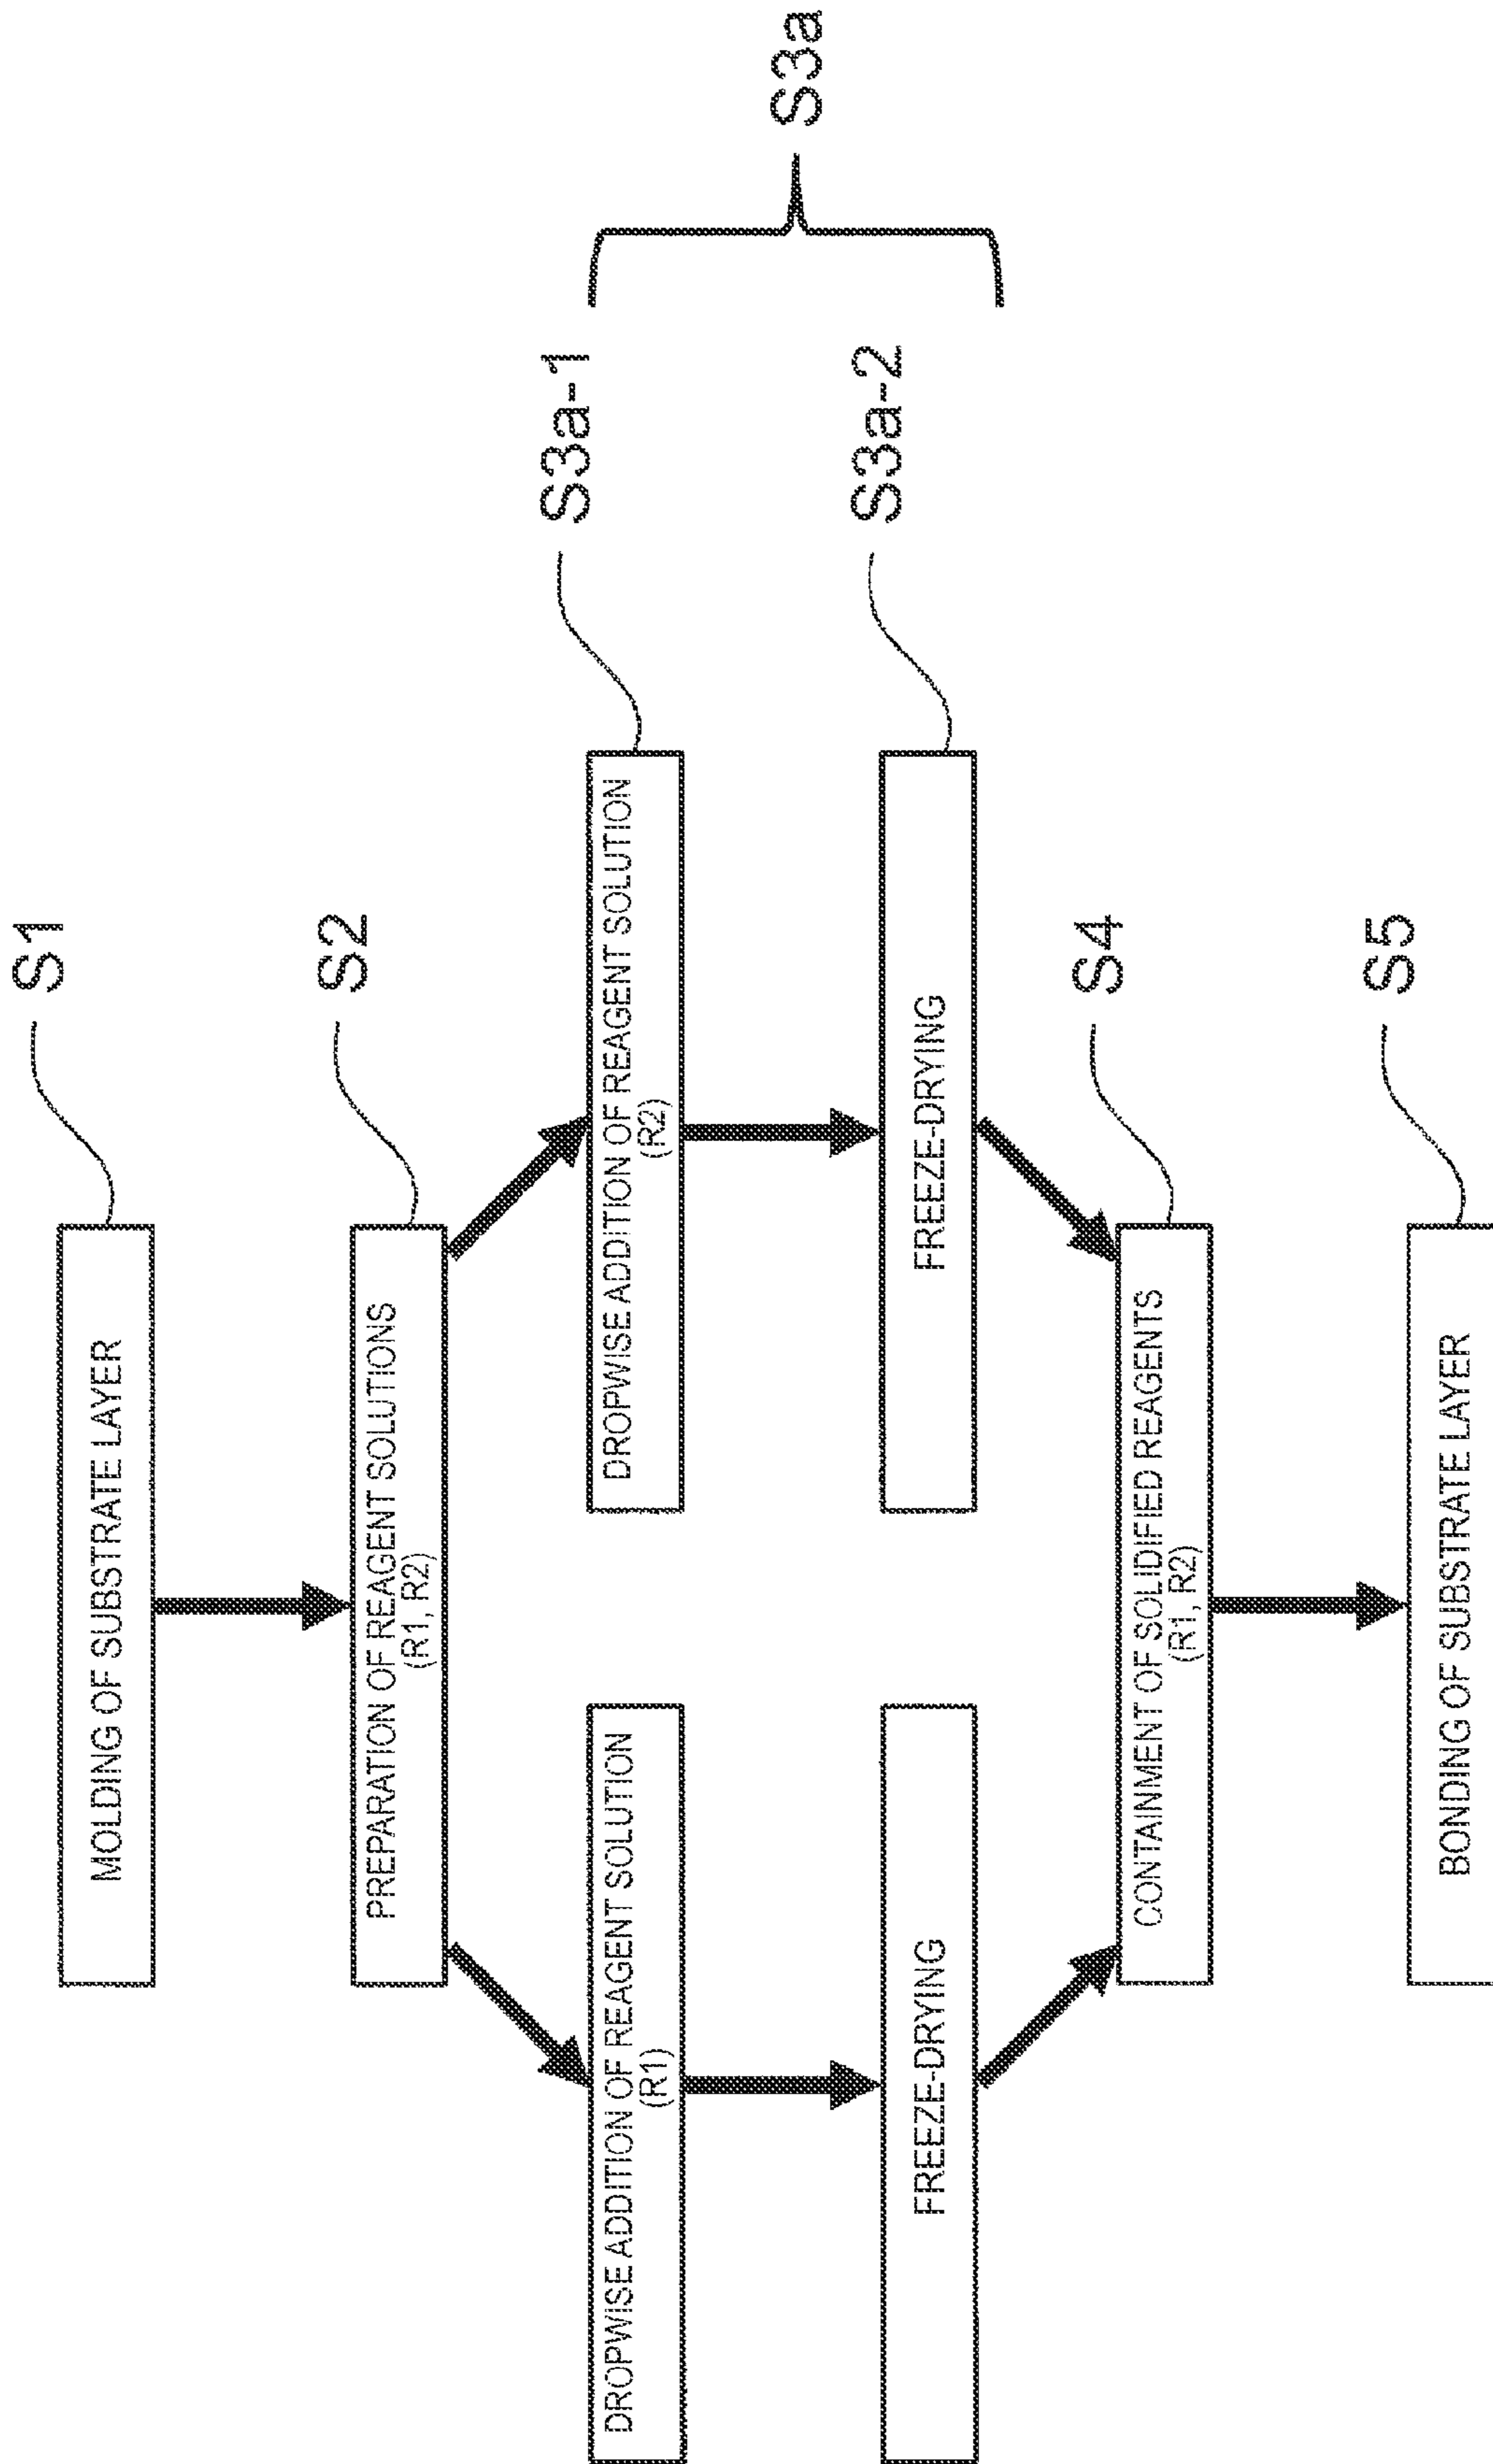 MOLDING OF SUBSTRATE LAYER
S1
PREPARATION OF REAGENT SOLUTIONS
(R1, R2)
S2
DROPWISE ADDITION OF REAGENT SOLUTION
(R1)
DROPWISE ADDITION OF REAGENT SOLUTION
(R2)
S3a-1
FREEZE-DRYING
FREEZE-DRYING
S3a-2
S3a
CONTAINMENT OF SOLIDIFIED REAGENTS
(R1, R2)
S4
BONDING OF SUBSTRATE LAYER
S5